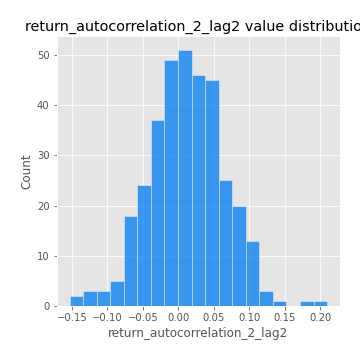 return_autocorrelation_2_lag2 value distributio
50
40
30
20
10
0
Count
−0.15 −0.10 −0.05 0.00 0.05 0.10 0.15 0.20
return_autocorrelation_2_lag2